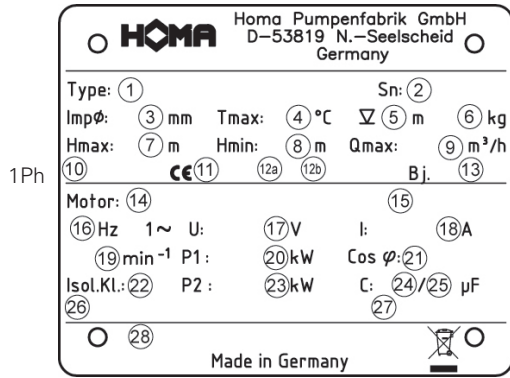 HOMA Homa Pumpenfabrik GmbH
D-53819 N.-Seelscheid
Germany
Type: 1 Sn: 2
Impø: 3 mm Tmax: 4 °C 5 m 6 kg
Hmax: 7 m Hmin: 8 m Qmax: 9 m³/h
1Ph 10 CE 11 12a 12b Bj. 13
Motor: 14 15
16 Hz 1~ U: 17 V I: 18 A
19 min⁻¹ P1: 20 kW Cos φ: 21
Isol.Kl.: 22 P2 : 23 kW C: 24/25 µF
26 27
28
Made in Germany